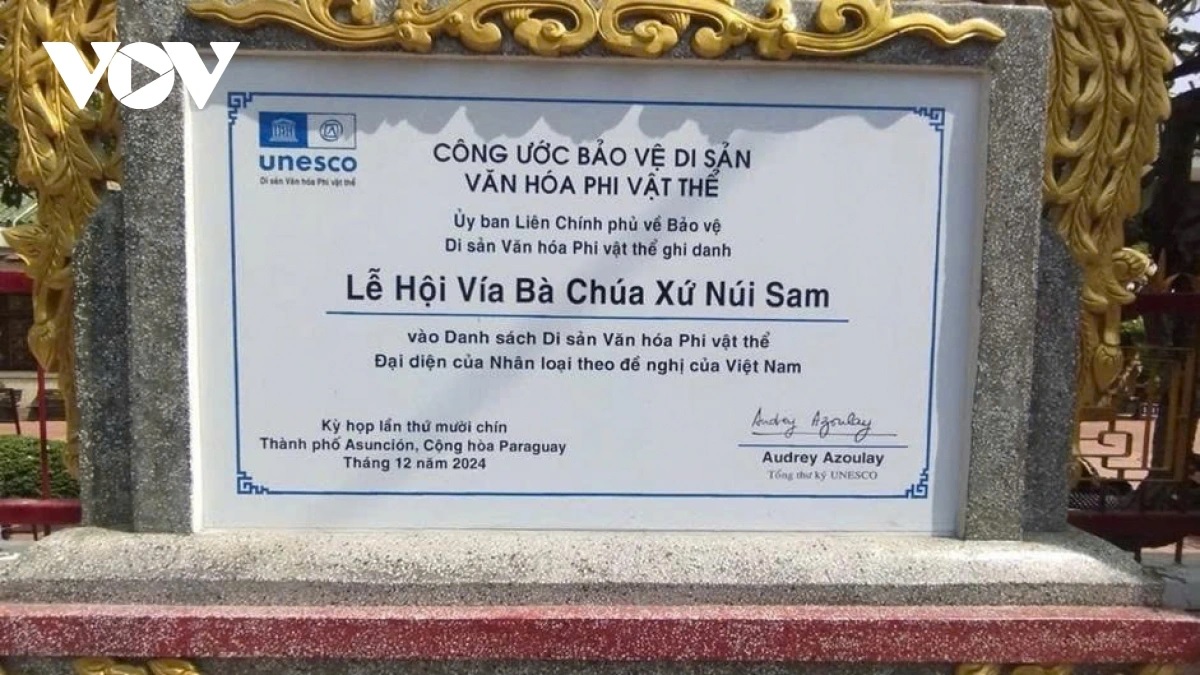 VOV
unesco
Di sản Văn hóa Phi vật thể
CÔNG ƯỚC BẢO VỆ DI SẢN
VĂN HÓA PHI VẬT THỂ
Ủy ban Liên Chính phủ về Bảo vệ
Di sản Văn hóa Phi vật thể ghi danh
Lễ Hội Vía Bà Chúa Xứ Núi Sam
vào Danh sách Di sản Văn hóa Phi vật thể
Đại diện của Nhân loại theo đề nghị của Việt Nam
Kỳ họp lần thứ mười chín
Thành phố Asunción, Cộng hòa Paraguay
Tháng 12 năm 2024
Audrey Azoulay
Audrey Azoulay
Tổng thư ký UNESCO